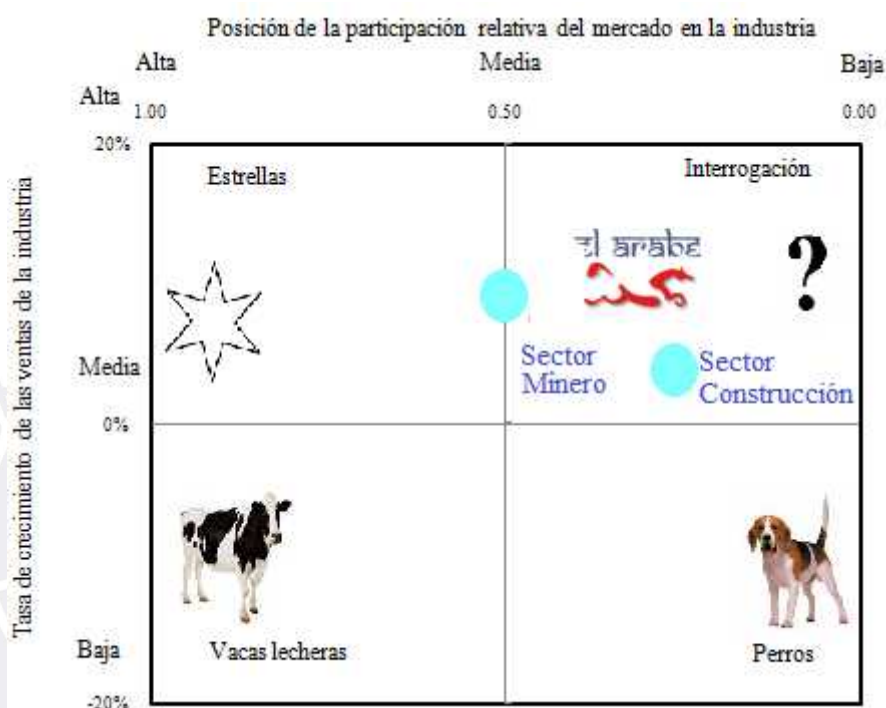 Posición de la participación relativa del mercado en la industria
Alta
Media
Baja
Alta
1.00
0.50
0.00
20%
Estrellas
Interrogación
El arabe
?
Tasa de crecimiento de las ventas de la industria
Media
Sector
Minero
Sector
Construcción
0%
Baja
Vacas lecheras
Perros
-20%